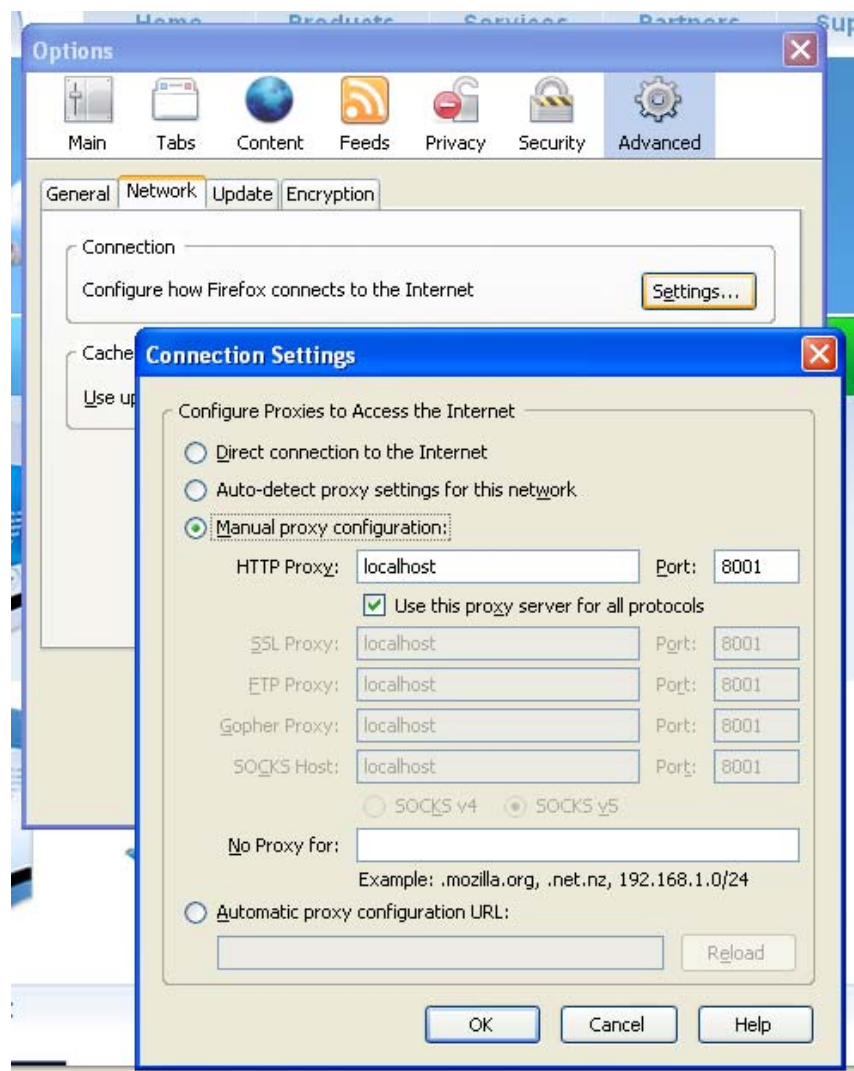 Home Products Services Partners Sup
Options
Main Tabs Content Feeds Privacy Security Advanced
General Network Update Encryption
Connection
Configure how Firefox connects to the Internet Settings...
Cache
Use up
Connection Settings
Configure Proxies to Access the Internet
Direct connection to the Internet
Auto-detect proxy settings for this network
Manual proxy configuration:
HTTP Proxy: localhost Port: 8001
Use this proxy server for all protocols
SSL Proxy: localhost Port: 8001
FTP Proxy: localhost Port: 8001
Gopher Proxy: localhost Port: 8001
SOCKS Host: localhost Port: 8001
SOCKS v4 SOCKS v5
No Proxy for:
Example: .mozilla.org, .net.nz, 192.168.1.0/24
Automatic proxy configuration URL:
Reload
OK Cancel Help